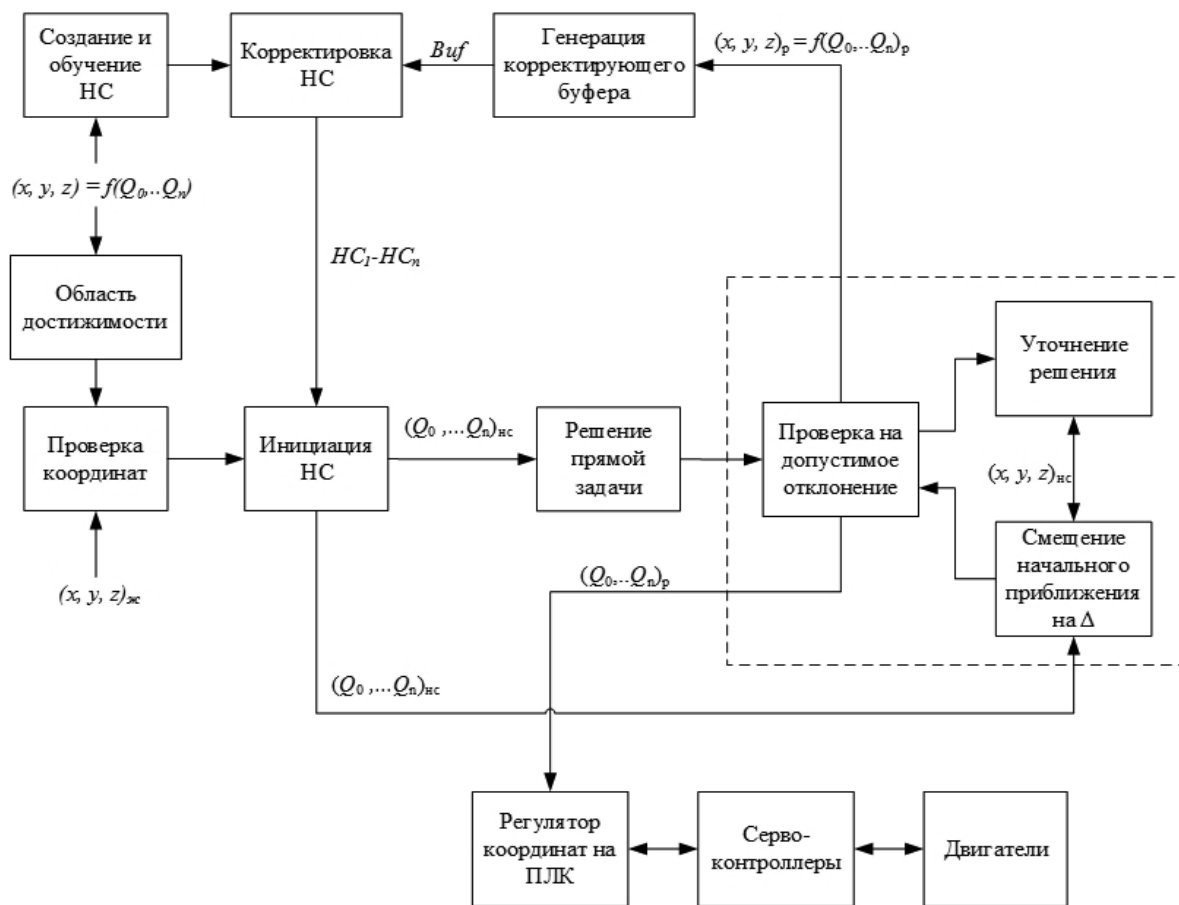 Создание и
обучение
НС
Корректировка
НС
Buf
Генерация
корректирующего
буфера
(x, y, z)р = f(Q0,..Qn)р
(x, y, z) = f(Q0,..Qn)
НС1-НСn
Область
достижимости
Уточнение
решения
Проверка
координат
Инициация
НС
(Q0 ,...Qn)нс
Решение
прямой
задачи
Проверка на
допустимое
отклонение
(x, y, z)нс
Смещение
начального
приближения
на Δ
(x, y, z)ж
(Q0,..Qn)р
(Q0 ,...Qn)нс
Регулятор
координат на
ПЛК
Серво-
контроллеры
Двигатели